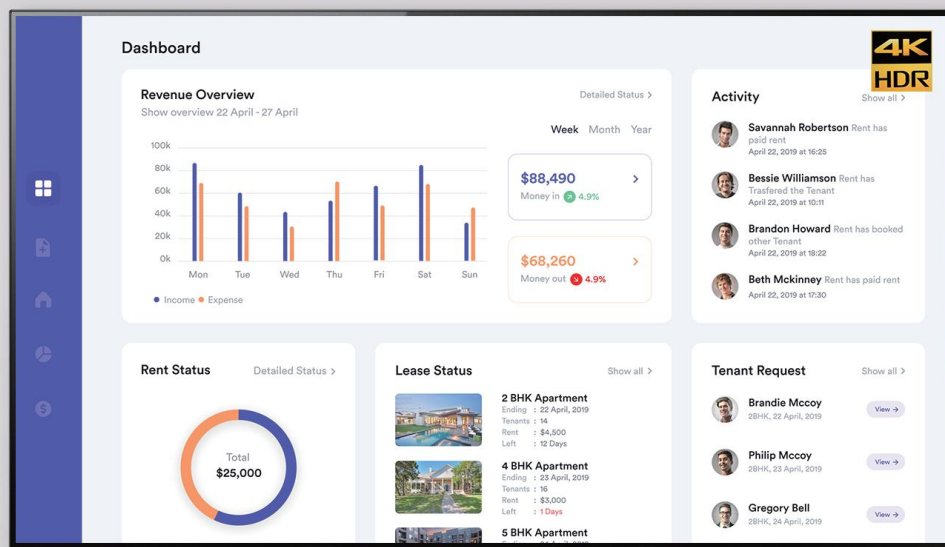 Dashboard
4K
HDR
Revenue Overview
Detailed Status >
Show overview 22 April - 27 April
Week Month Year
100k
80k
60k
40k
20k
0k
Mon Tue Wed Thu Fri Sat Sun
Income Expense
$88,490
Money in 4.9%
$68,260
Money out 4.9%
Activity
Show all >
Savannah Robertson Rent has
paid rent
April 22, 2019 at 16:25
Bessie Williamson Rent has
Trasfered the Tenant
April 22, 2019 at 10:11
Brandon Howard Rent has booked
other Tenant
April 22, 2019 at 18:22
Beth Mckinney Rent has paid rent
April 22, 2019 at 17:30
Rent Status
Detailed Status >
Total
$25,000
Lease Status
Show all >
2 BHK Apartment
Ending : 22 April, 2019
Tenants : 14
Rent : $4,500
Left : 12 Days
4 BHK Apartment
Ending : 23 April, 2019
Tenants : 16
Rent : $3,000
Left : 1 Days
5 BHK Apartment
Tenant Request
Show all >
Brandie Mccoy
2BHK, 22 April, 2019
View →
Philip Mccoy
2BHK, 23 April, 2019
View →
Gregory Bell
2BHK, 24 April, 2019
View →